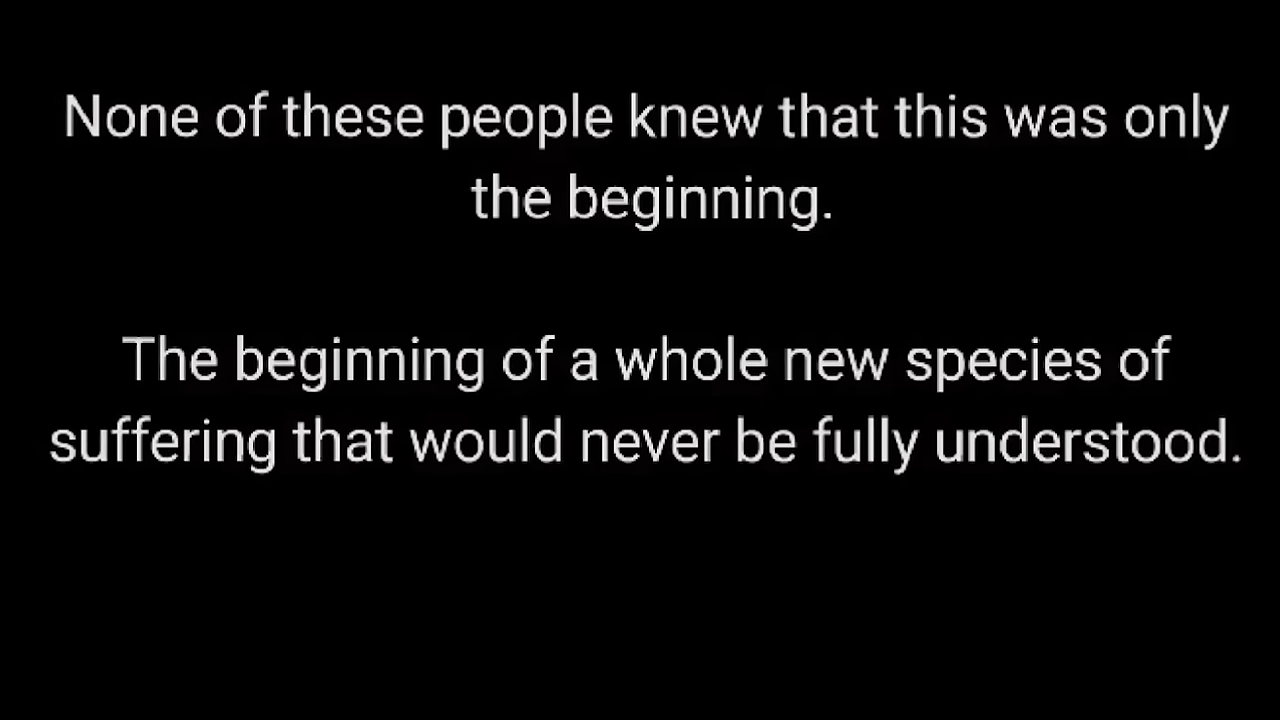 None of these people knew that this was only
the beginning.
The beginning of a whole new species of
suffering that would never be fully understood.